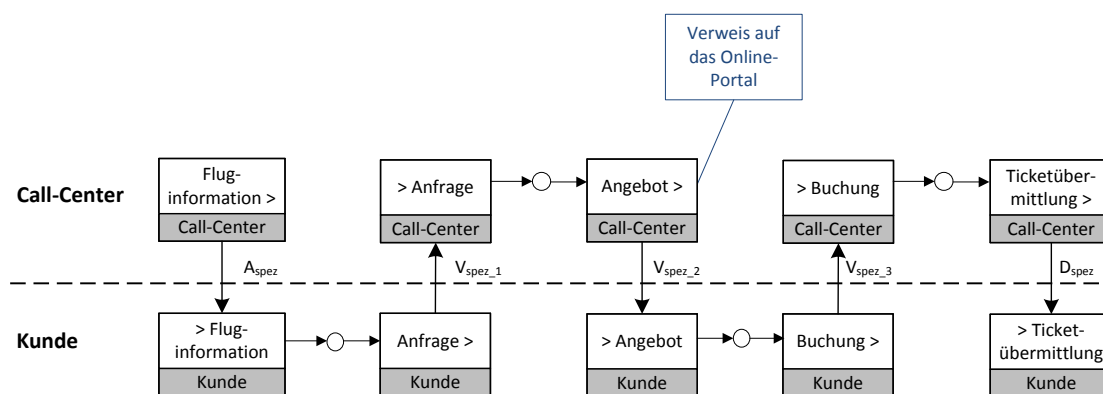 Verweis auf
das Online-
Portal
Call-Center
Flug-
information >
Call-Center
> Anfrage
Call-Center
Angebot >
Call-Center
> Buchung
Call-Center
Ticketüber-
mittlung >
Call-Center
Aspez
Vspez_1
Vspez_2
Vspez_3
Dspez
Kunde
> Flug-
information
Kunde
Anfrage >
Kunde
> Angebot
Kunde
Buchung >
Kunde
> Ticket-
übermittlung
Kunde